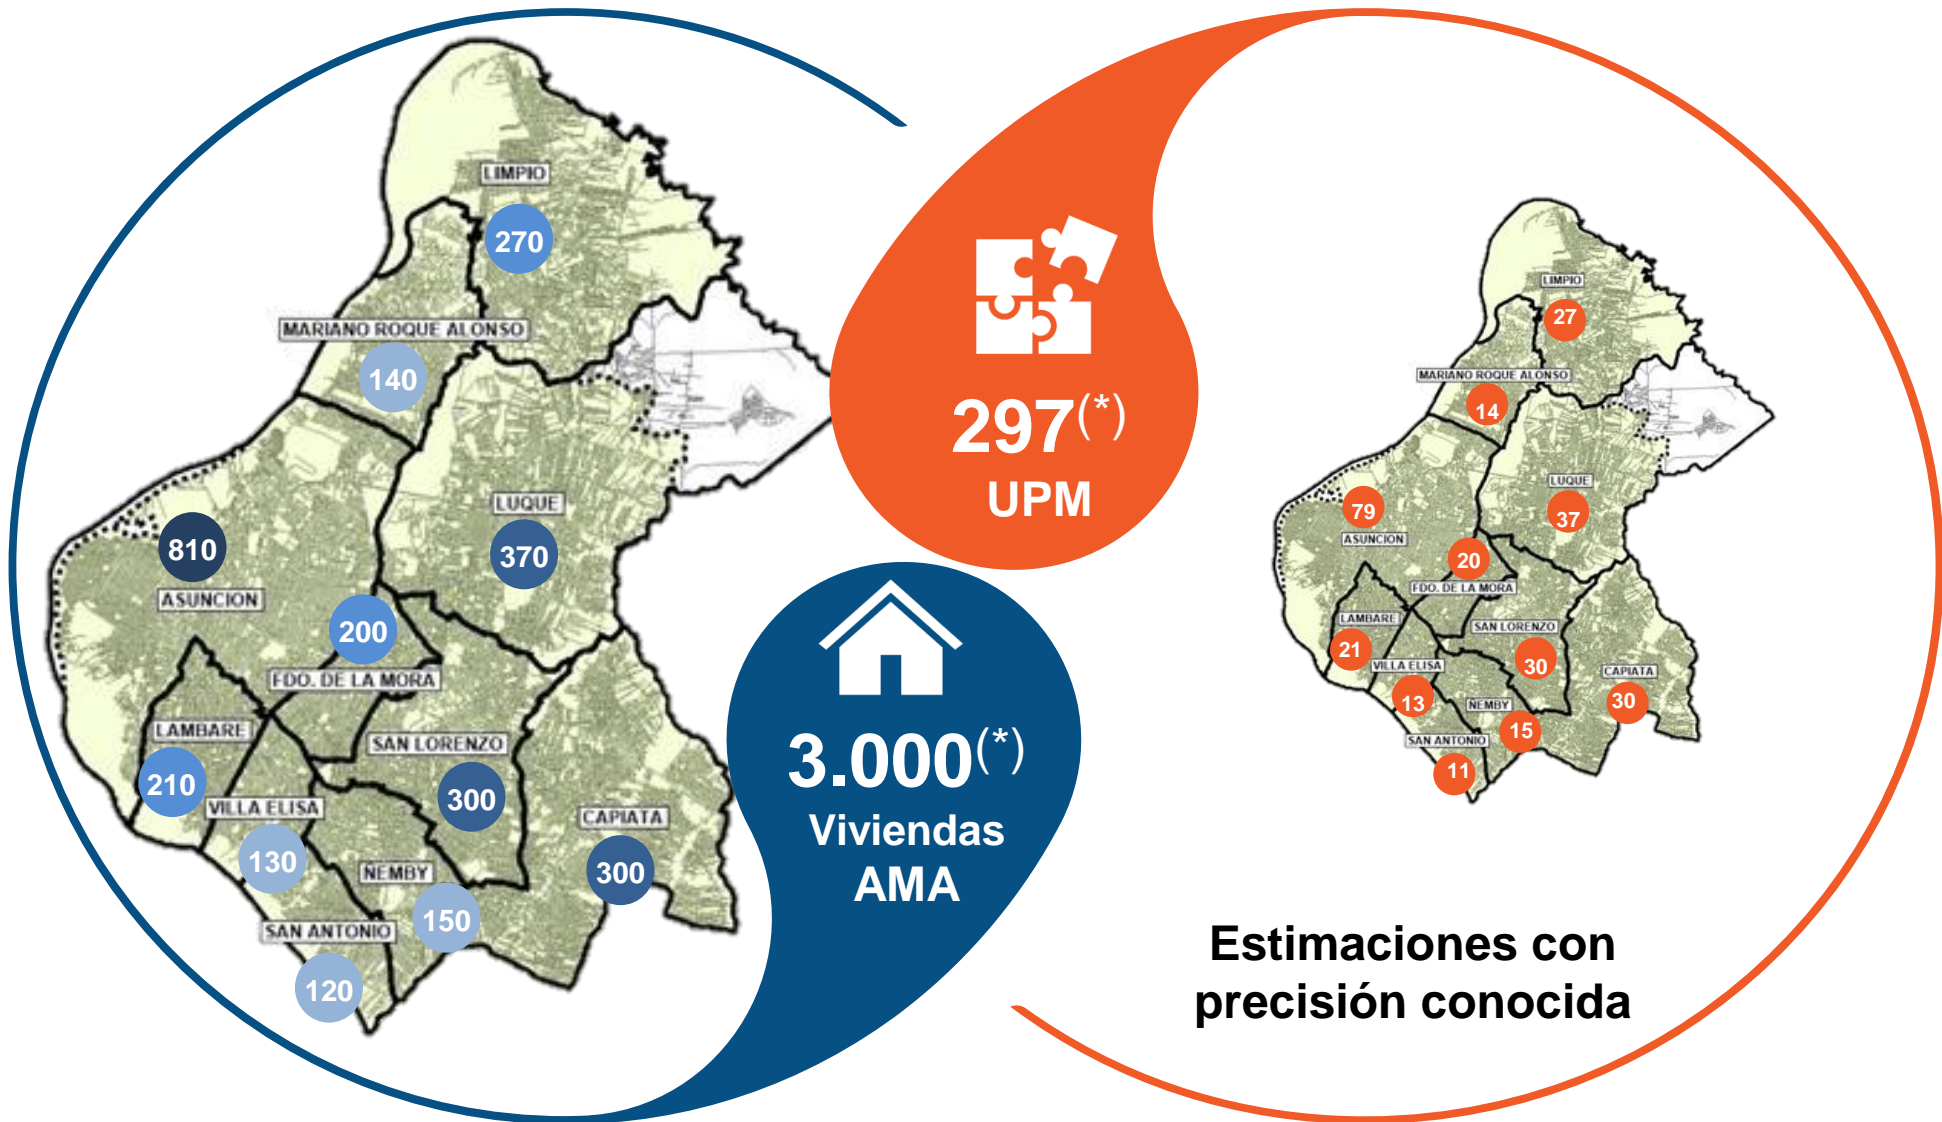 LIMPIO
270
MARIANO ROQUE ALONSO
140
LUQUE
370
810
ASUNCION
200
FDO. DE LA MORA
LAMBARE
210
SAN LORENZO
300
VILLA ELISA
130
CAPIATA
300
ÑEMBY
150
SAN ANTONIO
120
297(*)
UPM
3.000(*)
Viviendas
AMA
LIMPIO
27
MARIANO ROQUE ALONSO
14
LUQUE
37
79
ASUNCION
20
FDO. DE LA MORA
LAMBARE
21
SAN LORENZO
30
VILLA ELISA
13
CAPIATA
30
ÑEMBY
15
SAN ANTONIO
11
Estimaciones con
precisión conocida